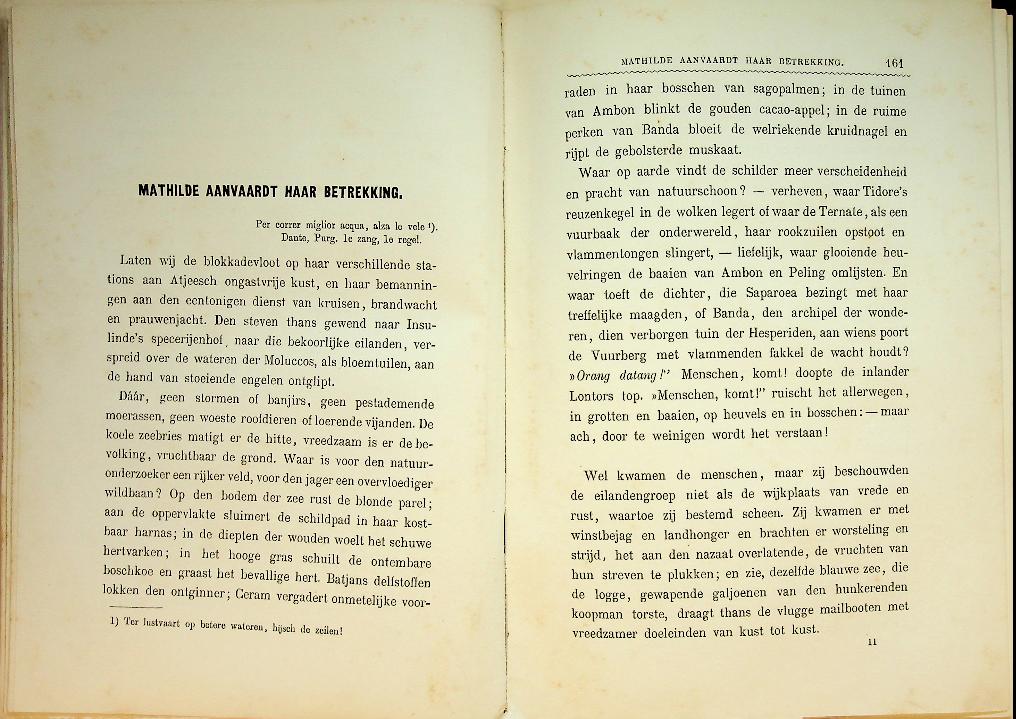 MATHILDE AANVAARDT HAAR BETREKKING.
Per correr miglior acqua, alza le vele ¹).
Dante, Purg. 1e zang, 1e regel.
Laten wij de blokkadevloot op haar verschillende sta-
tions aan Atjeesch ongastvrije kust, en haar bemannin-
gen aan den eentonigen dienst van kruisen, brandwacht
en prauwenjacht. Den steven thans gewend naar Insu-
linde's specerijenhof, naar die bekoorlijke eilanden, ver-
spreid over de wateren der Moluccos, als bloemtuilen, aan
de hand van stoeiende engelen ontglipt.
Dáár, geen stormen of banjirs, geen pestademende
moerassen, geen woeste roofdieren of loerende vijanden. De
koele zeebries matigt er de hitte, vreedzaam is er de be-
volking, vruchtbaar de grond. Waar is voor den natuur-
onderzoeker een rijker veld, voor den jager een overvloediger
wildbaan? Op den bodem der zee rust de blonde parel;
aan de oppervlakte sluimert de schildpad in haar kost-
baar harnas; in de diepten der wouden woelt het schuwe
hertvarken; in het hooge gras schuilt de ontembare
boschkoe en graast het bevallige hert. Batjans delfstoffen
lokken den ontginner; Ceram vergadert onmetelijke voor-
1) Ter lustvaart op betere wateren, hijsch de zeilen!
MATHILDE AANVAARDT HAAR BETREKKING. 161
raden in haar bosschen van sagopalmen; in de tuinen
van Ambon blinkt de gouden cacao-appel; in de ruime
perken van Banda bloeit de welriekende kruidnagel en
rijpt de gebolsterde muskaat.
Waar op aarde vindt de schilder meer verscheidenheid
en pracht van natuurschoon? — verheven, waar Tidore's
reuzenkegel in de wolken legert of waar de Ternate, als een
vuurbaak der onderwereld, haar rookzuilen opstoot en
vlammentongen slingert, — liefelijk, waar glooiende heu-
velringen de baaien van Ambon en Peling omlijsten. En
waar toeft de dichter, die Saparoea bezingt met haar
treffelijke maagden, of Banda, den archipel der wonde-
ren, dien verborgen tuin der Hesperiden, aan wiens poort
de Vuurberg met vlammenden fakkel de wacht houdt?
»Orang datang!” Menschen, komt! doopte de inlander
Lontors top. »Menschen, komt!” ruischt het allerwegen,
in grotten en baaien, op heuvels en in bosschen: — maar
ach, door te weinigen wordt het verstaan!
Wel kwamen de menschen, maar zij beschouwden
de eilandengroep niet als de wijkplaats van vrede en
rust, waartoe zij bestemd scheen. Zij kwamen er met
winstbejag en landhonger en brachten er worsteling en
strijd, het aan den nazaat overlatende, de vruchten van
hun streven te plukken; en zie, dezelfde blauwe zee, die
de logge, gewapende galjoenen van den hunkerenden
koopman torste, draagt thans de vlugge mailbooten met
vreedzamer doeleinden van kust tot kust.
11